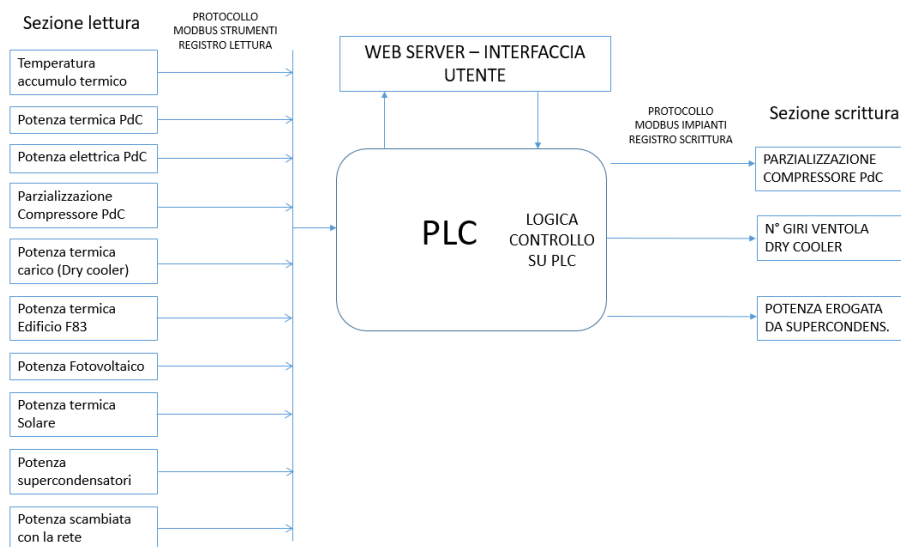 Sezione lettura
PROTOCOLLO
MODBUS STRUMENTI
REGISTRO LETTURA
Temperatura
accumulo termico
Potenza termica PdC
Potenza elettrica PdC
Parzializzazione
Compressore PdC
Potenza termica
carico (Dry cooler)
Potenza termica
Edificio F83
Potenza Fotovoltaico
Potenza termica
Solare
Potenza
supercondensatori
Potenza scambiata
con la rete
WEB SERVER – INTERFACCIA
UTENTE
PLC
LOGICA
CONTROLLO
SU PLC
PROTOCOLLO
MODBUS IMPIANTI
REGISTRO SCRITTURA
Sezione scrittura
PARZIALIZZAZIONE
COMPRESSORE PdC
N° GIRI VENTOLA
DRY COOLER
POTENZA EROGATA
DA SUPERCONDENS.